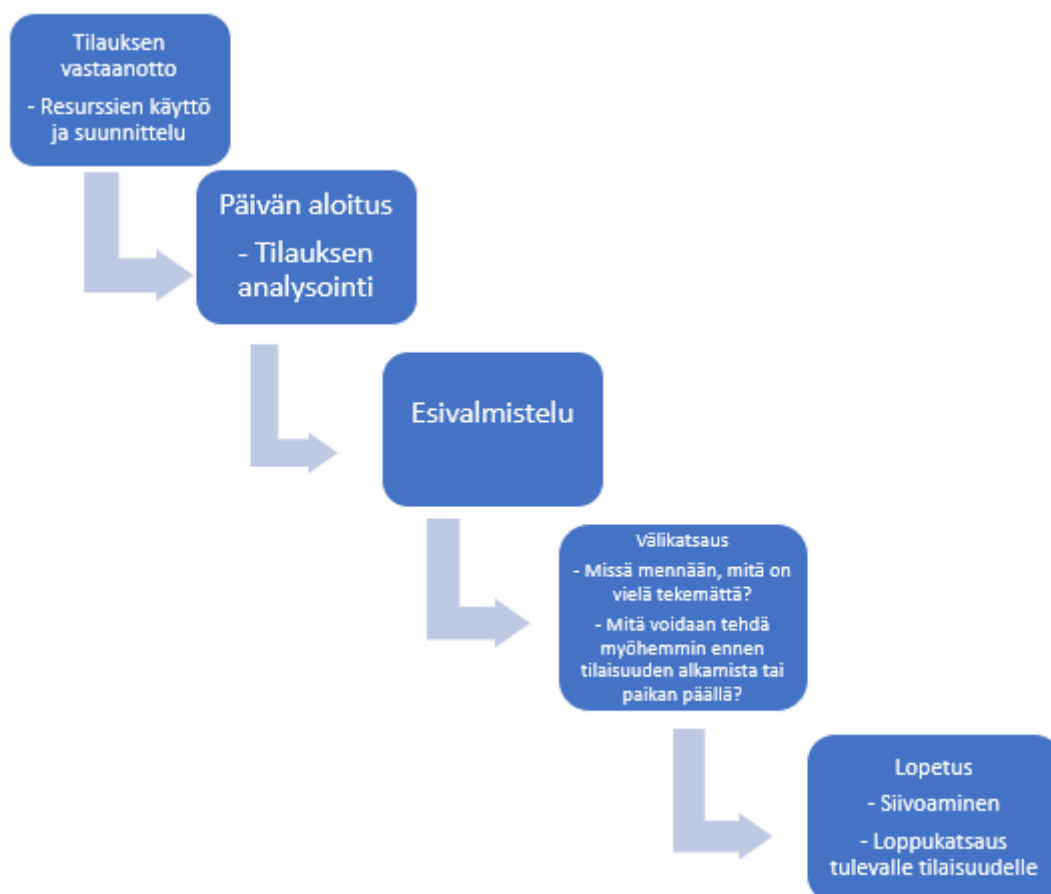 Tilauksen
vastaanotto
- Resurssien käyttö
ja suunnittelu
Päivän aloitus
- Tilauksen
analysointi
Esivalmistelu
Välikatsaus
- Missä mennään, mitä on
vielä tekemättä?
- Mitä voidaan tehdä
myöhemmin ennen
tilaisuuden alkamista tai
paikan päällä?
Lopetus
- Siivoaminen
- Loppukatsaus
tulevalle tilaisuudelle